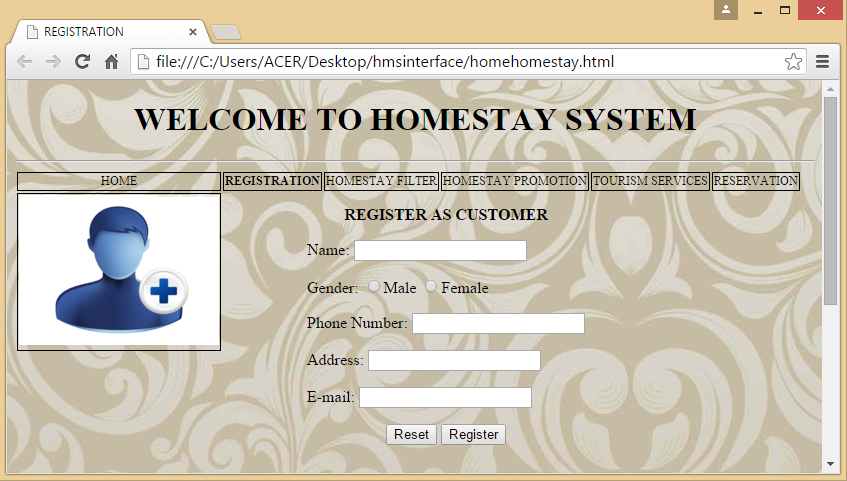 REGISTRATION
file:///C:/Users/ACER/Desktop/hmsinterface/homehomestay.html
WELCOME TO HOMESTAY SYSTEM
HOME REGISTRATION HOMESTAY FILTER HOMESTAY PROMOTION TOURISM SERVICES RESERVATION
REGISTER AS CUSTOMER
Name:
Gender: Male Female
Phone Number:
Address:
E-mail:
Reset Register